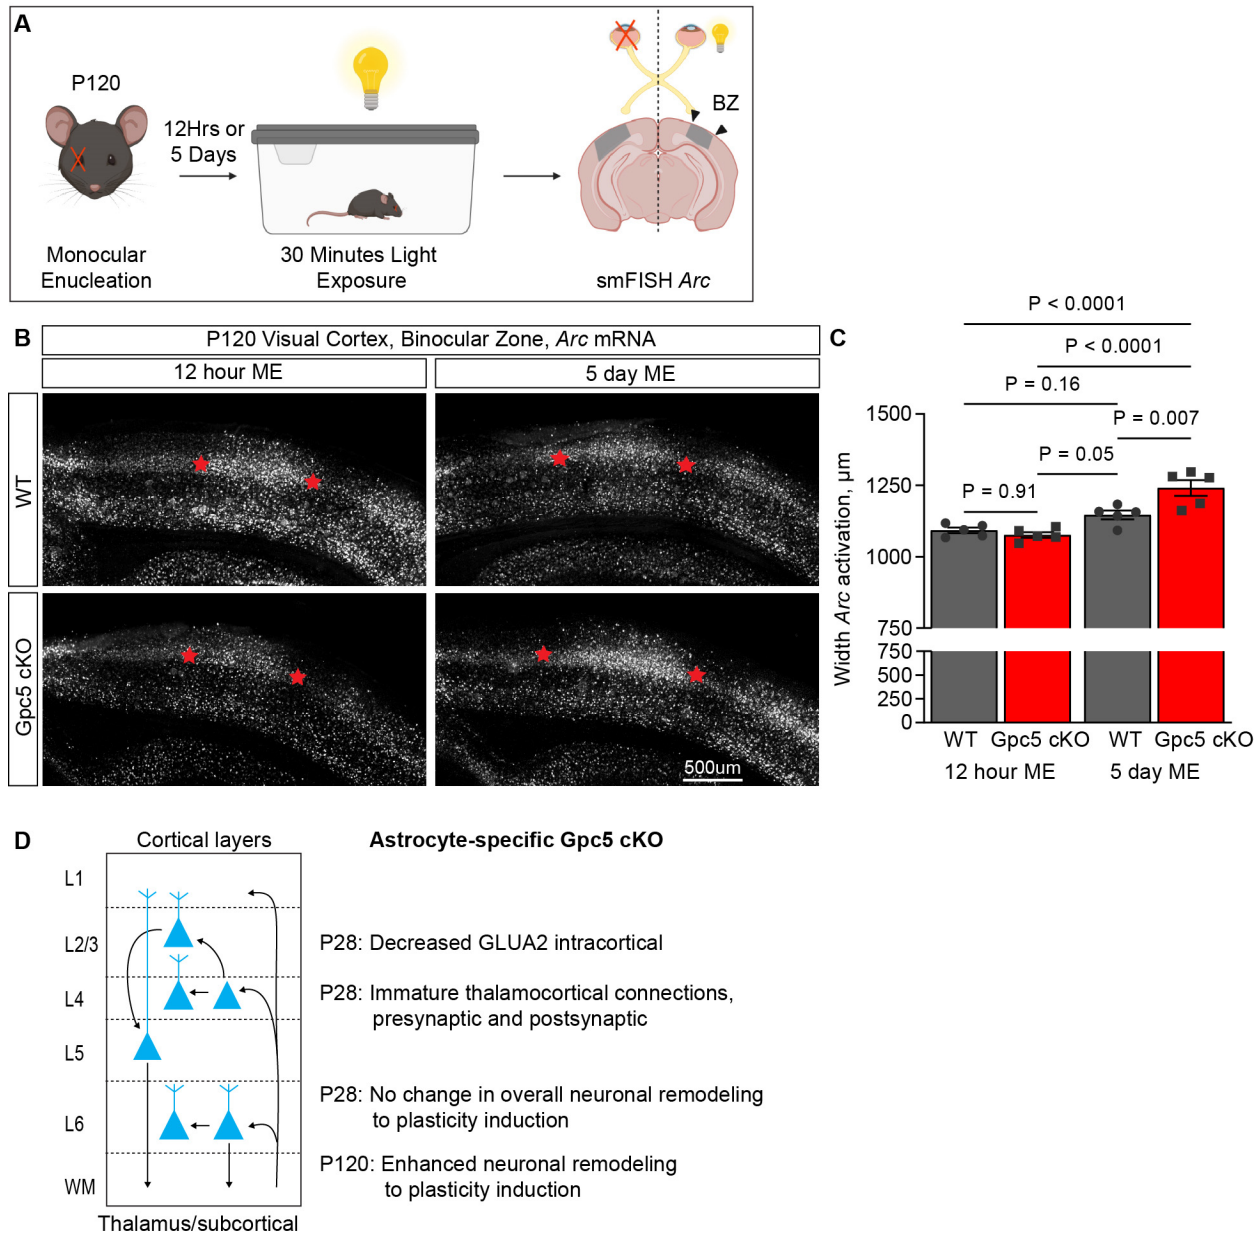 A
P120
12Hrs or
5 Days
BZ
Monocular
Enucleation
30 Minutes Light
Exposure
smFISH Arc
B
P120 Visual Cortex, Binocular Zone, Arc mRNA
12 hour ME
5 day ME
WT
Gpc5 cKO
500um
C
P < 0.0001
P < 0.0001
P = 0.16
P = 0.007
P = 0.05
P = 0.91
Width Arc activation, µm
1500
1250
1000
750
750
500
250
0
WT Gpc5 cKO WT Gpc5 cKO
12 hour ME 5 day ME
D
Cortical layers
Astrocyte-specific Gpc5 cKO
L1
L2/3
P28: Decreased GLUA2 intracortical
L4
P28: Immature thalamocortical connections,
presynaptic and postsynaptic
L5
L6
P28: No change in overall neuronal remodeling
to plasticity induction
WM
P120: Enhanced neuronal remodeling
to plasticity induction
Thalamus/subcortical